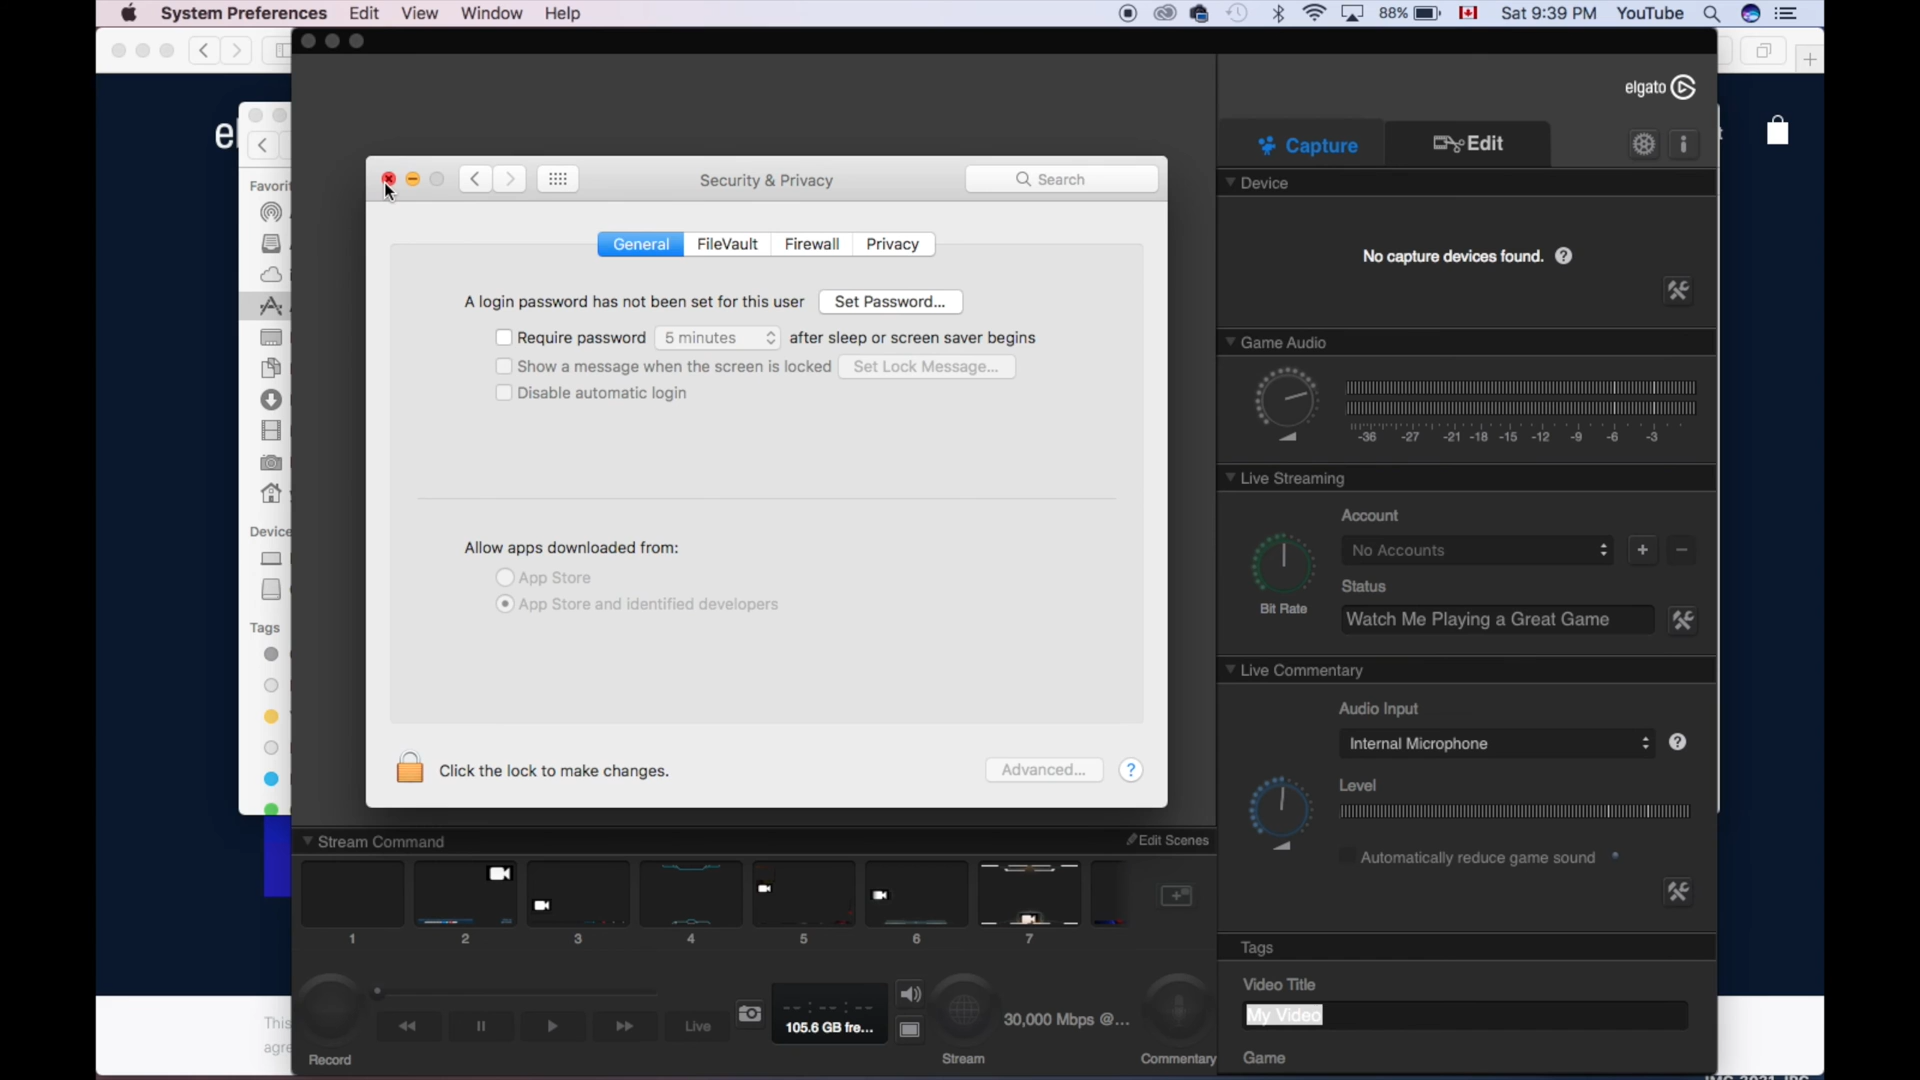 System Preferences Edit View Window Help 88% Sat 9:39 PM YouTube
elgato
Capture Edit
Security & Privacy Search
Favorit
Device
General FileVault Firewall Privacy
No capture devices found. ?
A login password has not been set for this user Set Password...
Require password 5 minutes after sleep or screen saver begins
Game Audio
Show a message when the screen is locked Set Lock Message...
Disable automatic login
-36 -27 -21 -18 -15 -12 -9 -6 -3
Live Streaming
Account
Device
No Accounts + −
Allow apps downloaded from:
App Store
Status
App Store and identified developers
Bit Rate
Watch Me Playing a Great Game
Tags
Live Commentary
Audio Input
Internal Microphone ?
Click the lock to make changes. Advanced... ?
Level
Stream Command Edit Scenes
Automatically reduce game sound
1 2 3 4 5 6 7
Tags
Video Title
My Video
This
agre
Live
105.6 GB fre...
30,000 Mbps @...
Record Stream Commentary
Game